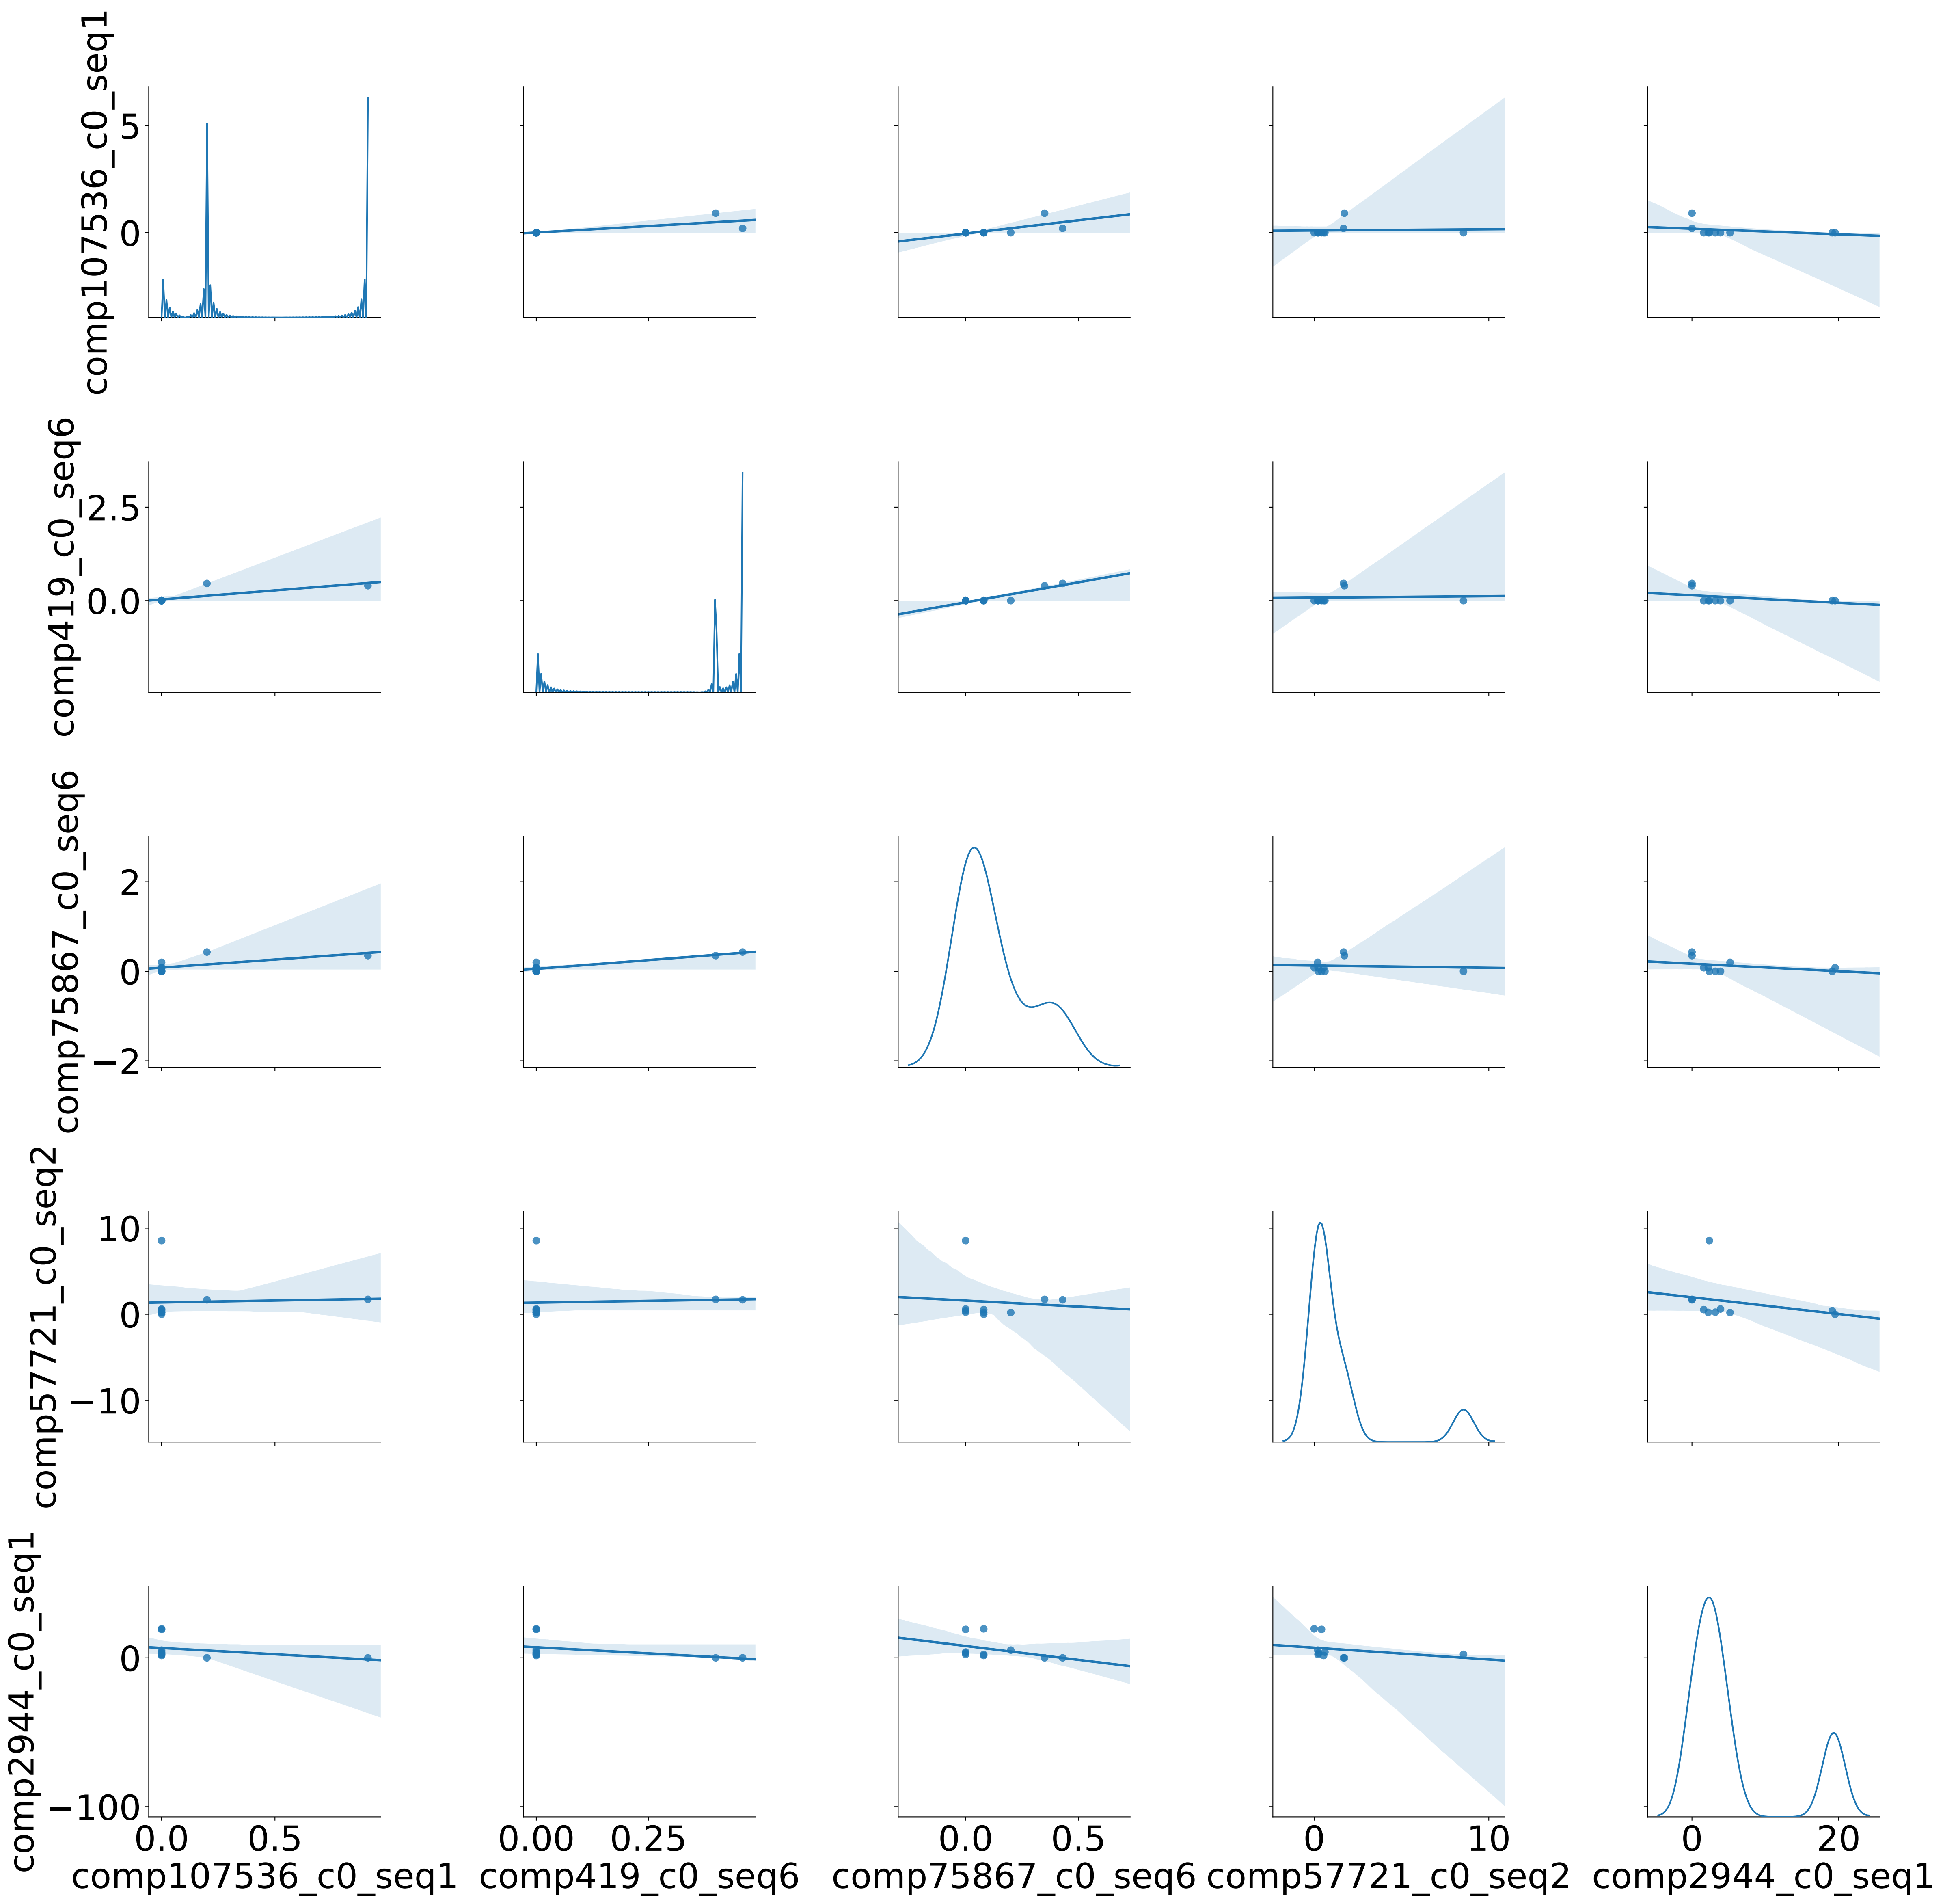 comp107536_c0_seq1
5
0
comp419_c0_seq6
2.5
0.0
comp75867_c0_seq6
2
0
−2
comp57721_c0_seq2
10
0
−10
comp2944_c0_seq1
0
−100
0.0 0.5 0.00 0.25 0.0 0.5 0 10 0 20
comp107536_c0_seq1 comp419_c0_seq6 comp75867_c0_seq6 comp57721_c0_seq2 comp2944_c0_seq1